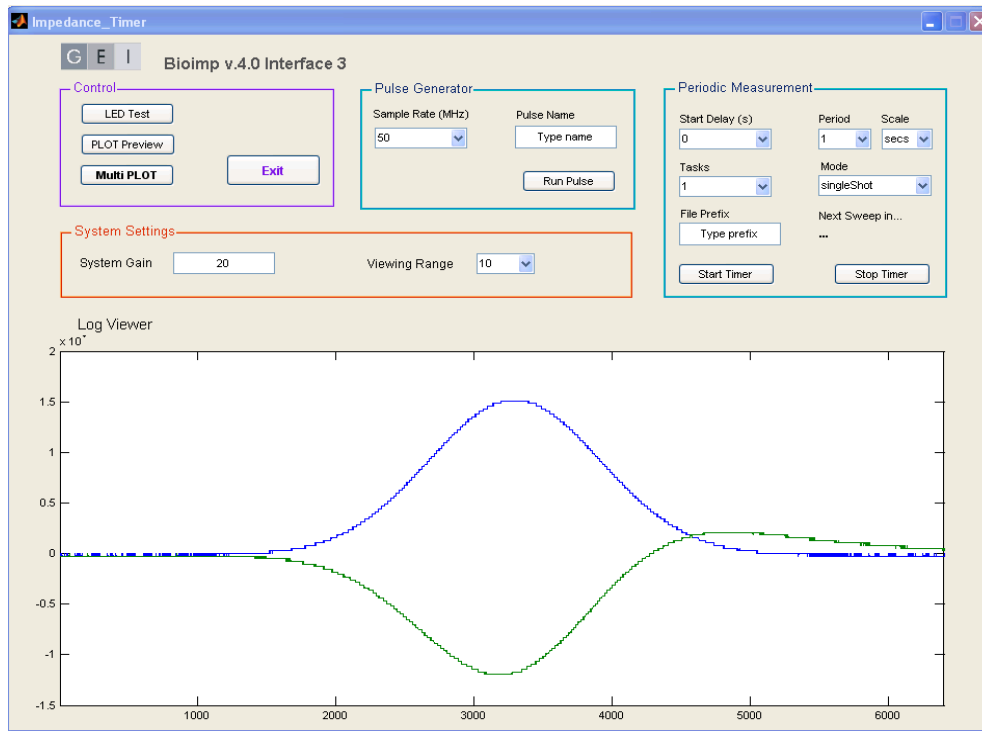 Impedance_Timer
GEI
Bioimp v.4.0 Interface 3
Control
LED Test
PLOT Preview
Multi PLOT
Exit
Pulse Generator
Sample Rate (MHz)
Pulse Name
50
Type name
Run Pulse
Periodic Measurement
Start Delay (s)
Period
Scale
0
1
secs
Tasks
Mode
1
singleShot
File Prefix
Next Sweep in...
Type prefix
...
Start Timer
Stop Timer
System Settings
System Gain
20
Viewing Range
10
Log Viewer
x 10
2
1.5
1
0.5
0
-0.5
-1
-1.5
1000
2000
3000
4000
5000
6000